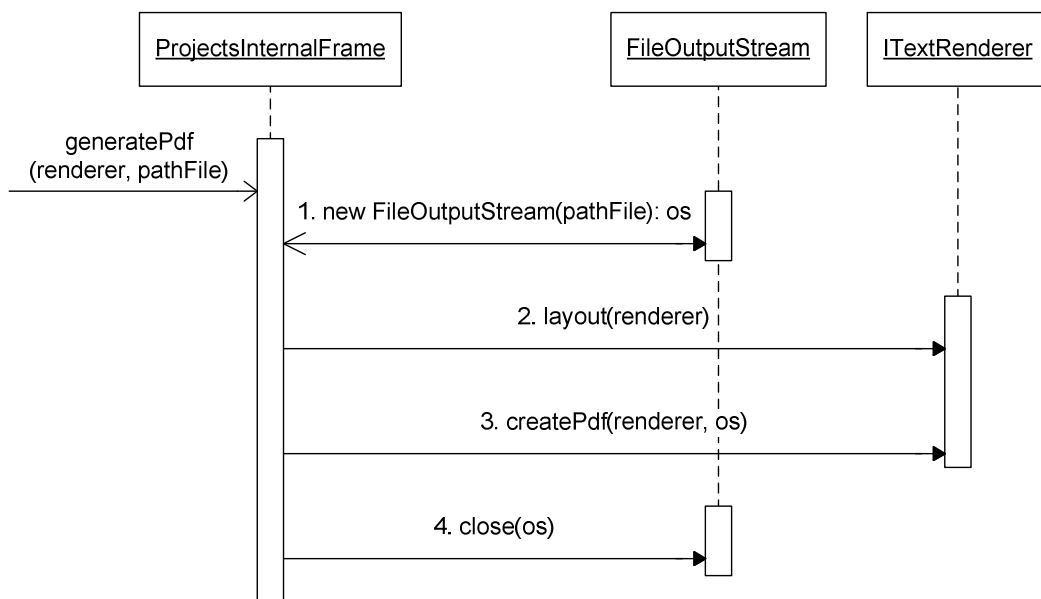 ProjectsInternalFrame
FileOutputStream
ITextRenderer
generatePdf
(renderer, pathFile)
1. new FileOutputStream(pathFile): os
2. layout(renderer)
3. createPdf(renderer, os)
4. close(os)